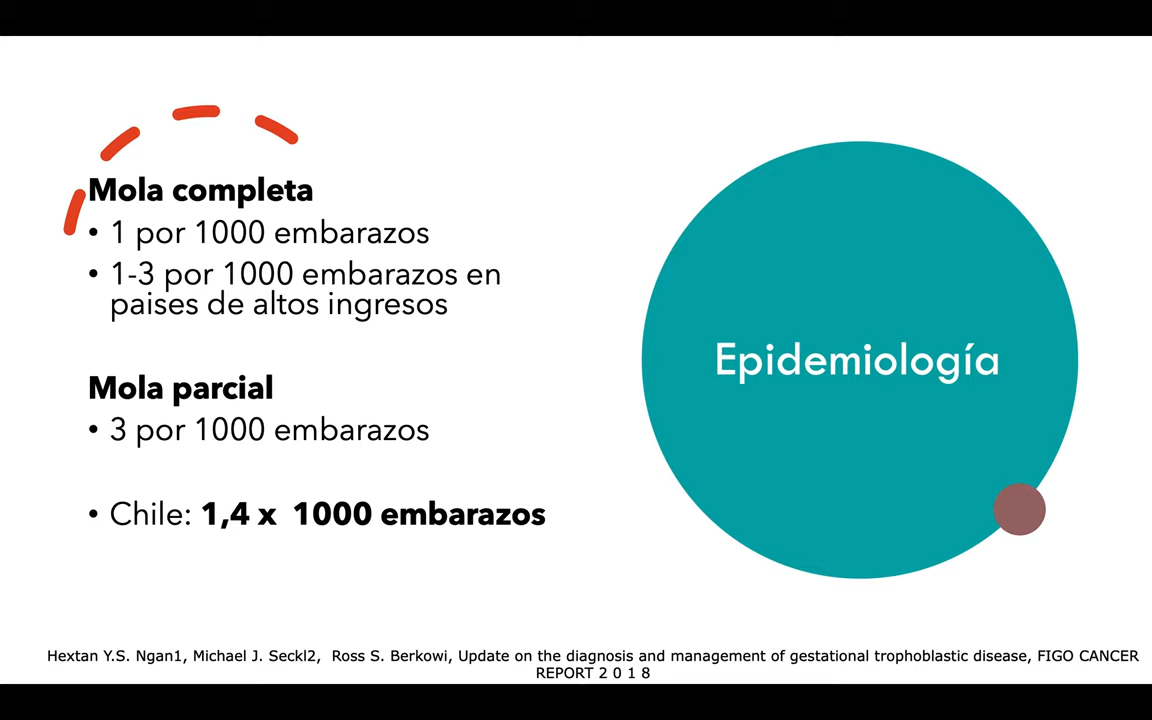 Mola completa
• 1 por 1000 embarazos
• 1-3 por 1000 embarazos en
paises de altos ingresos
Mola parcial
• 3 por 1000 embarazos
• Chile: 1,4 x  1000 embarazos
Epidemiología
Hextan Y.S. Ngan1, Michael J. Seckl2,  Ross S. Berkowi, Update on the diagnosis and management of gestational trophoblastic disease, FIGO CANCER
REPORT 2 0 1 8